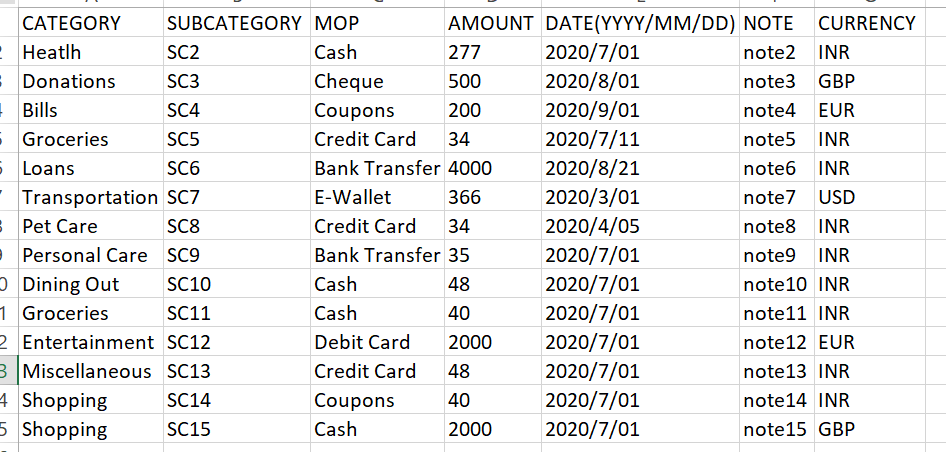 CATEGORY SUBCATEGORY MOP AMOUNT DATE(YYYY/MM/DD) NOTE CURRENCY
Heatlh SC2 Cash 277 2020/7/01 note2 INR
Donations SC3 Cheque 500 2020/8/01 note3 GBP
Bills SC4 Coupons 200 2020/9/01 note4 EUR
Groceries SC5 Credit Card 34 2020/7/11 note5 INR
Loans SC6 Bank Transfer 4000 2020/8/21 note6 INR
Transportation SC7 E-Wallet 366 2020/3/01 note7 USD
Pet Care SC8 Credit Card 34 2020/4/05 note8 INR
Personal Care SC9 Bank Transfer 35 2020/7/01 note9 INR
Dining Out SC10 Cash 48 2020/7/01 note10 INR
Groceries SC11 Cash 40 2020/7/01 note11 INR
Entertainment SC12 Debit Card 2000 2020/7/01 note12 EUR
Miscellaneous SC13 Credit Card 48 2020/7/01 note13 INR
Shopping SC14 Coupons 40 2020/7/01 note14 INR
Shopping SC15 Cash 2000 2020/7/01 note15 GBP